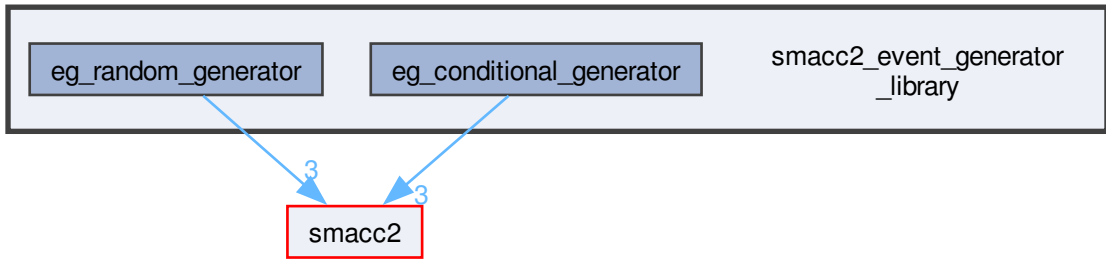 eg_random_generator
eg_conditional_generator
smacc2_event_generator
_library
3
3
smacc2